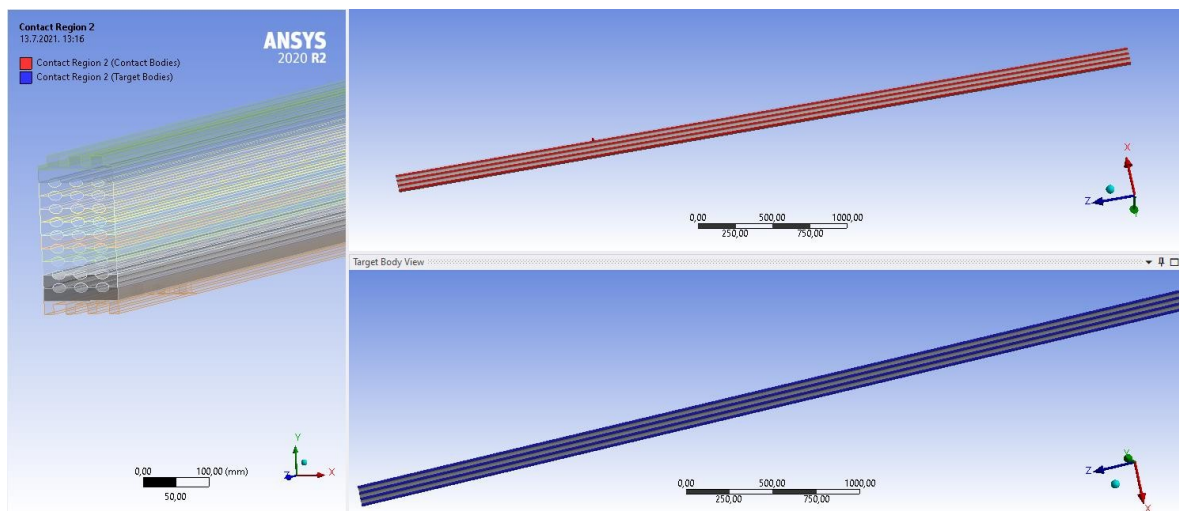 Contact Region 2
13.7.2021. 13:16
Contact Region 2 (Contact Bodies)
Contact Region 2 (Target Bodies)
ANSYS
2020 R2
0,00 100,00 (mm)
50,00
Y
Z X
0,00 500,00 1000,00
250,00 750,00
X
Z
Y
Target Body View
0,00 500,00 1000,00
250,00 750,00
Y
Z
X